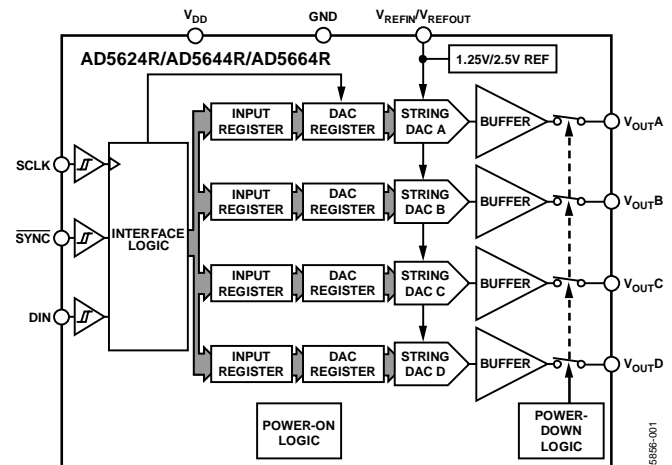 VDD
GND
VREFIN/VREFOUT
AD5624R/AD5644R/AD5664R
1.25V/2.5V REF
INPUT
REGISTER
DAC
REGISTER
STRING
DAC A
BUFFER
VOUTA
SCLK
INPUT
REGISTER
DAC
REGISTER
STRING
DAC B
BUFFER
VOUTB
SYNC
INTERFACE
LOGIC
INPUT
REGISTER
DAC
REGISTER
STRING
DAC C
BUFFER
VOUTC
DIN
INPUT
REGISTER
DAC
REGISTER
STRING
DAC D
BUFFER
VOUTD
POWER-ON
LOGIC
POWER-
DOWN
LOGIC
5856-001